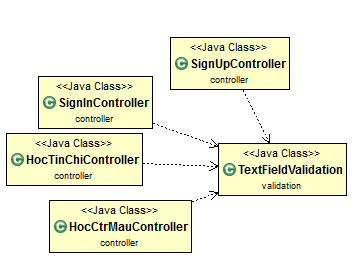 <<Java Class>>
SignUpController
controller
<<Java Class>>
SignInController
controller
<<Java Class>>
HocTinChiController
controller
<<Java Class>>
TextFieldValidation
validation
<<Java Class>>
HocCtrMauController
controller